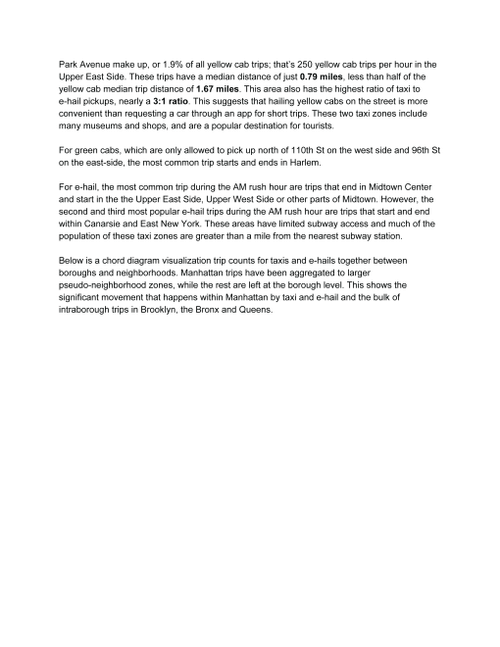 Park Avenue make up, or 1.9% of all yellow cab trips; that's 250 yellow cab trips per hour in the
Upper East Side. These trips have a median distance of just 0.79 miles, less than half of the
yellow cab median trip distance of 1.67 miles. This area also has the highest ratio of taxi to
e-hail pickups, nearly a 3:1 ratio. This suggests that hailing yellow cabs on the street is more
convenient than requesting a car through an app for short trips. These two taxi zones include
many museums and shops, and are a popular destination for tourists.
For green cabs, which are only allowed to pick up north of 110th St on the west side and 96th St
on the east-side, the most common trip starts and ends in Harlem.
For e-hail, the most common trip during the AM rush hour are trips that end in Midtown Center
and start in the the Upper East Side, Upper West Side or other parts of Midtown. However, the
second and third most popular e-hail trips during the AM rush hour are trips that start and end
within Canarsie and East New York. These areas have limited subway access and much of the
population of these taxi zones are greater than a mile from the nearest subway station.
Below is a chord diagram visualization trip counts for taxis and e-hails together between
boroughs and neighborhoods. Manhattan trips have been aggregated to larger
pseudo-neighborhood zones, while the rest are left at the borough level. This shows the
significant movement that happens within Manhattan by taxi and e-hail and the bulk of
intraborough trips in Brooklyn, the Bronx and Queens.